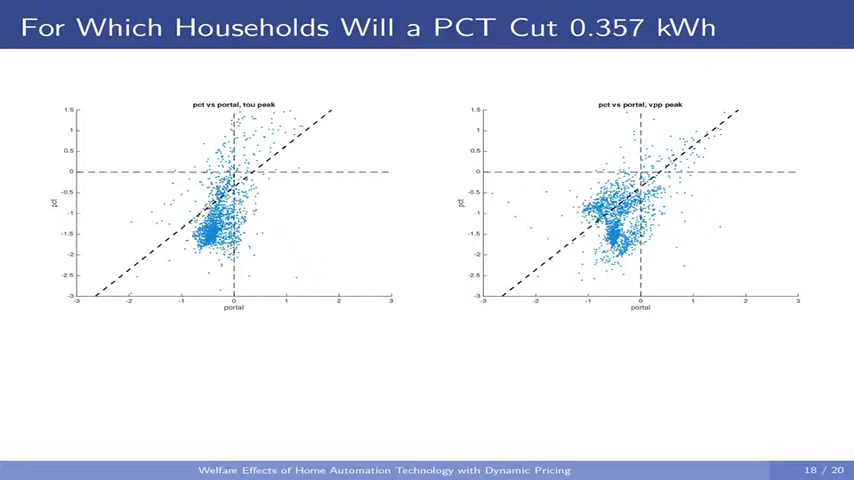 For Which Households Will a PCT Cut 0.357 kWh
pct vs portal, tou peak
1.5
1
0.5
0
-0.5
-1
-1.5
-2
-2.5
-3
pct
-3 -2 -1 0 1 2 3
portal
pct vs portal, vpp peak
1.5
1
0.5
0
-0.5
-1
-1.5
-2
-2.5
-3
pct
-3 -2 -1 0 1 2 3
portal
Welfare Effects of Home Automation Technology with Dynamic Pricing
18 / 20